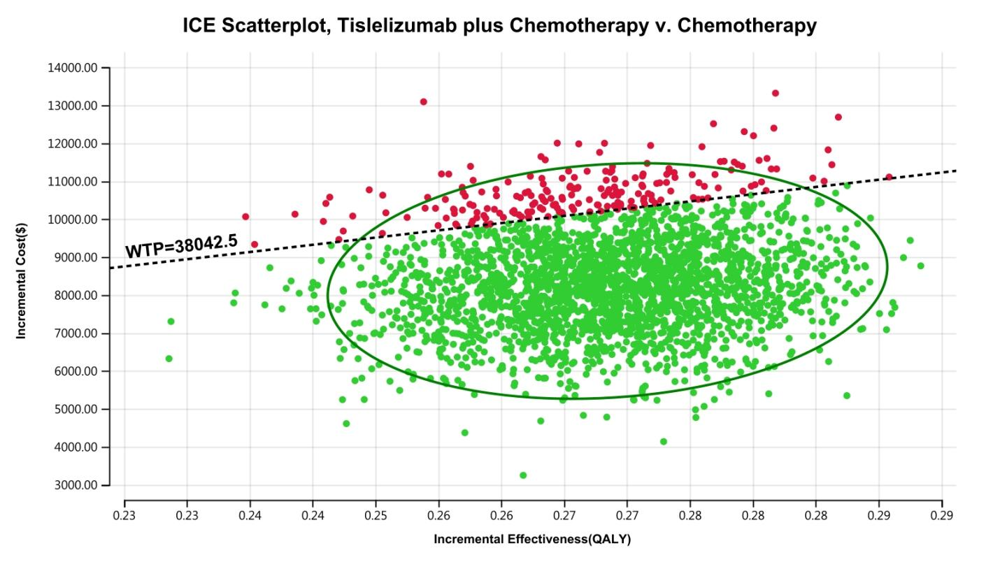 ICE Scatterplot, Tislelizumab plus Chemotherapy v. Chemotherapy
14000.00
13000.00
12000.00
11000.00
10000.00
9000.00
8000.00
7000.00
6000.00
5000.00
4000.00
3000.00
Incremental Cost($)
WTP=38042.5
0.23 0.23 0.24 0.24 0.25 0.26 0.26 0.27 0.27 0.28 0.28 0.28 0.29 0.29
Incremental Effectiveness(QALY)